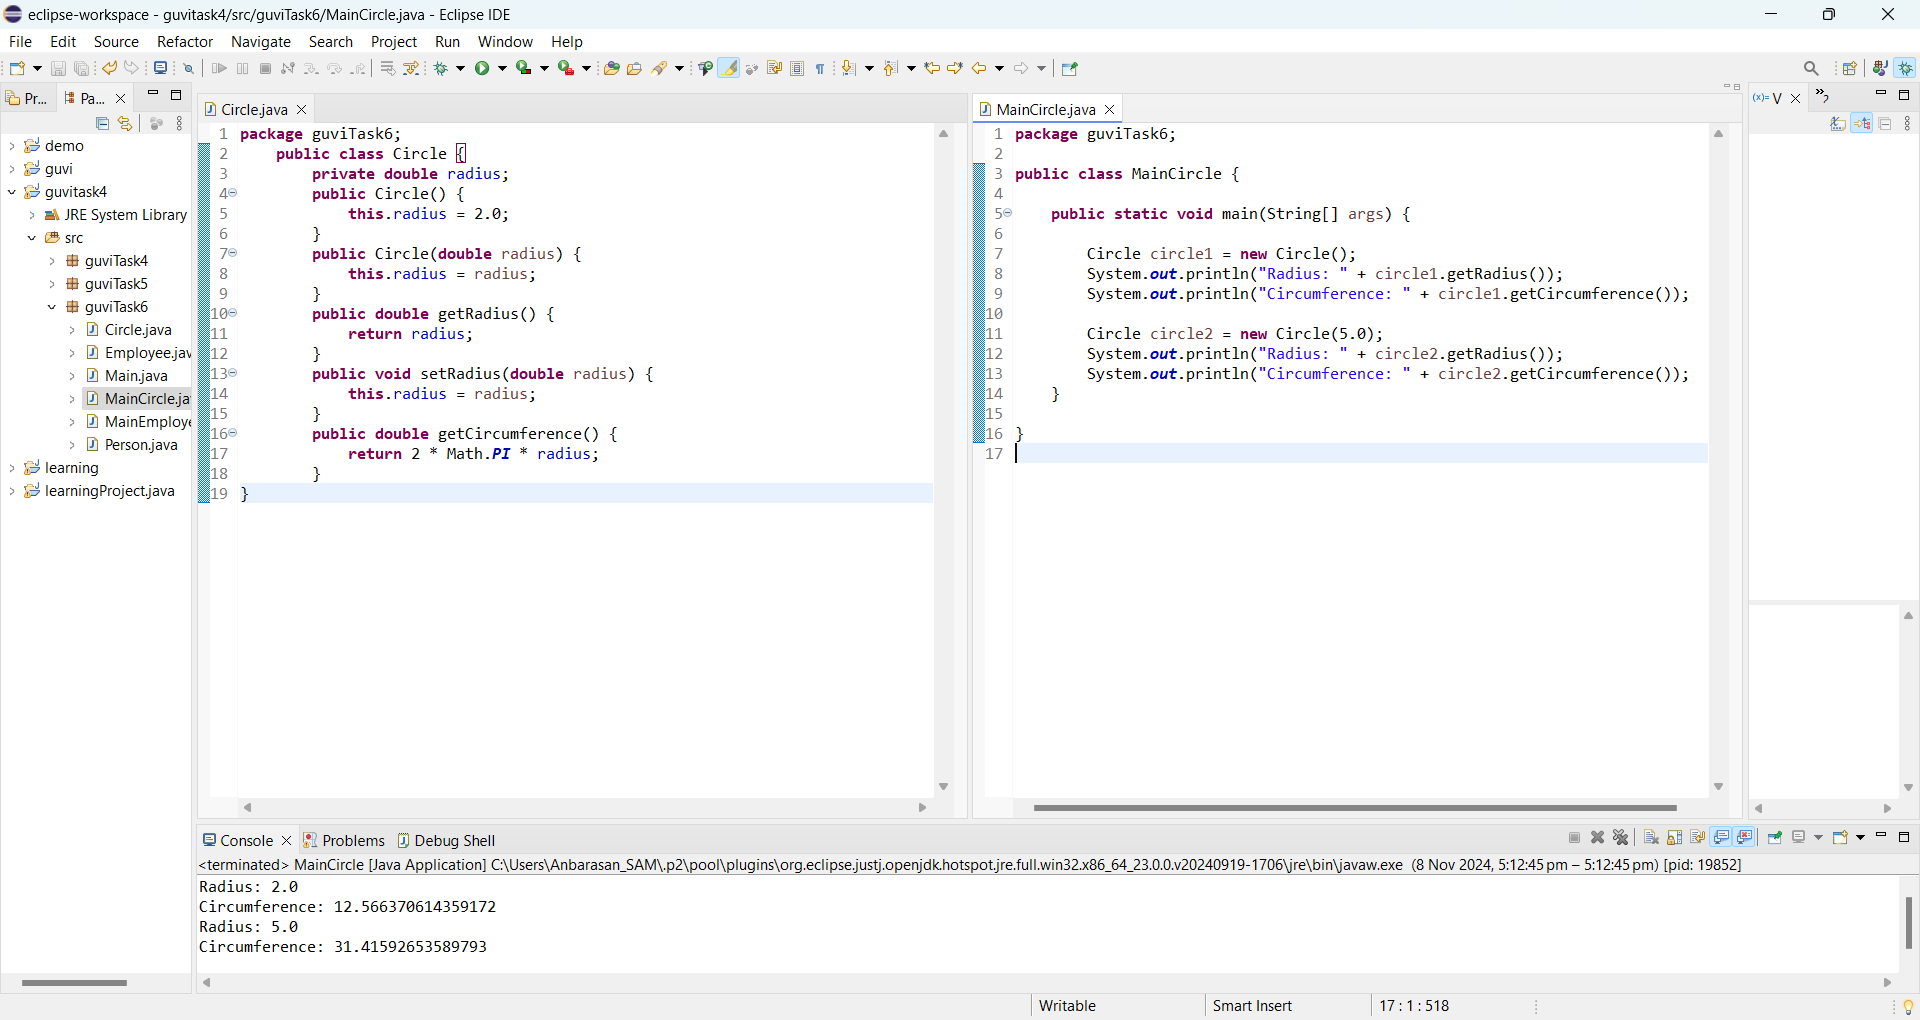 eclipse-workspace - guvitask4/src/guviTask6/MainCircle.java - Eclipse IDE
File Edit Source Refactor Navigate Search Project Run Window Help
Pr...
Pa...
demo
guvi
guvitask4
JRE System Library
src
guviTask4
guviTask5
guviTask6
Circle.java
Employee.jav
Main.java
MainCircle.ja
MainEmploye
Person.java
learning
learningProject.java
Circle.java
1 package guviTask6;
2 public class Circle {
3 private double radius;
4 public Circle() {
5 this.radius = 2.0;
6 }
7 public Circle(double radius) {
8 this.radius = radius;
9 }
10 public double getRadius() {
11 return radius;
12 }
13 public void setRadius(double radius) {
14 this.radius = radius;
15 }
16 public double getCircumference() {
17 return 2 * Math.PI * radius;
18 }
19 }
MainCircle.java
1 package guviTask6;
2
3 public class MainCircle {
4
5 public static void main(String[] args) {
6
7 Circle circle1 = new Circle();
8 System.out.println("Radius: " + circle1.getRadius());
9 System.out.println("Circumference: " + circle1.getCircumference());
10
11 Circle circle2 = new Circle(5.0);
12 System.out.println("Radius: " + circle2.getRadius());
13 System.out.println("Circumference: " + circle2.getCircumference());
14 }
15
16 }
17
(x)= V
»2
Console Problems Debug Shell
<terminated> MainCircle [Java Application] C:\Users\Anbarasan_SAM\.p2\pool\plugins\org.eclipse.justj.openjdk.hotspot.jre.full.win32.x86_64_23.0.0.v20240919-1706\jre\bin\javaw.exe (8 Nov 2024, 5:12:45 pm – 5:12:45 pm) [pid: 19852]
Radius: 2.0
Circumference: 12.566370614359172
Radius: 5.0
Circumference: 31.41592653589793
Writable Smart Insert 17 : 1 : 518